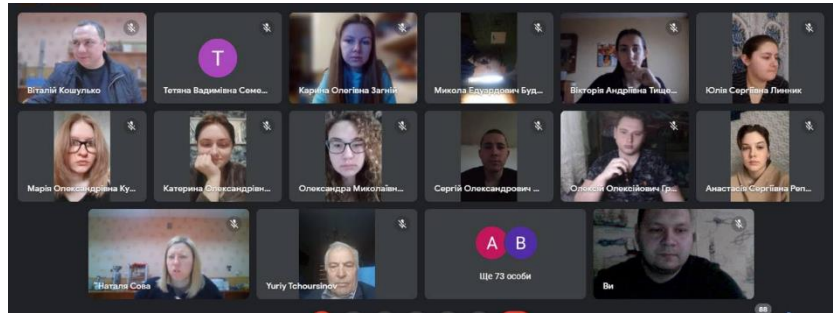 Віталій Кошулько
Т
Тетяна Вадимівна Семе...
Карина Олегівна Загній
Микола Едуардович Буд...
Вікторія Андріївна Тище...
Юлія Сергіївна Линник
Марія Олександрівна Ку...
Катерина Олександрівн...
Олександра Миколаївн...
Сергій Олександрович ...
Олексій Олексійович Гр...
Анастасія Сергіївна Реп...
Наталя Сова
Yuriy Tchoursinov
А В
Ще 73 особи
Ви
88